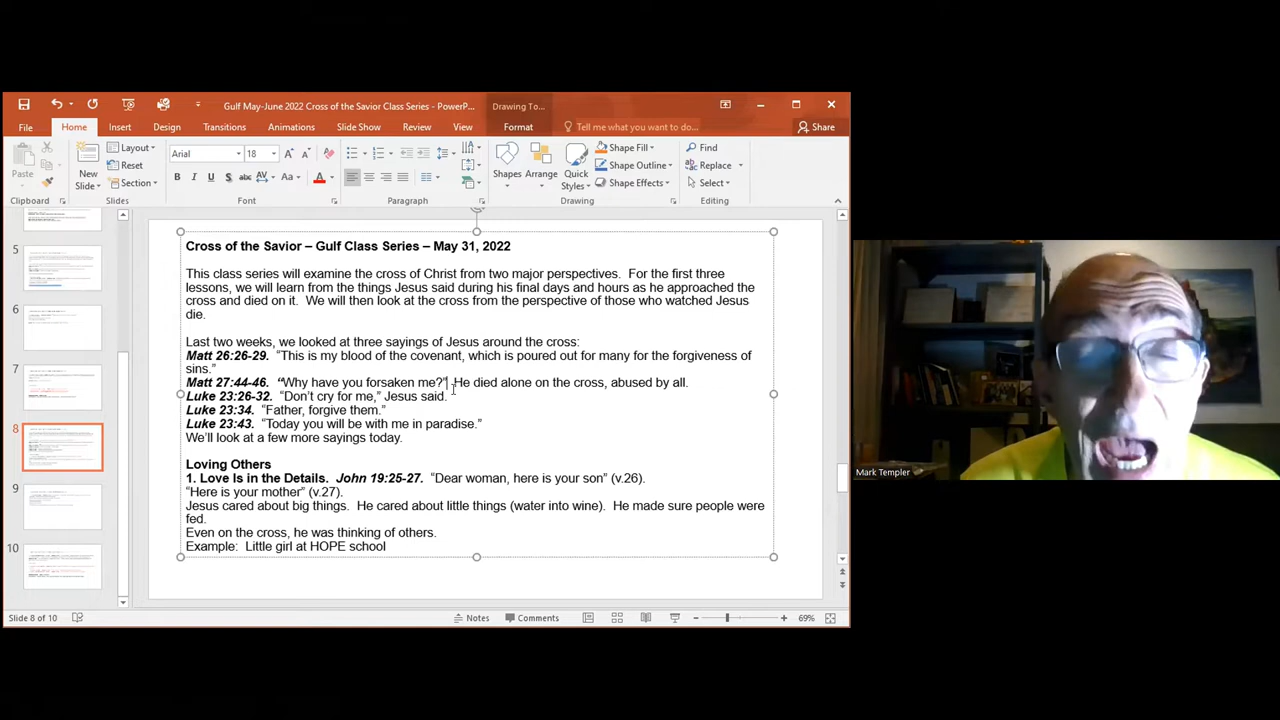 Gulf May-June 2022 Cross of the Savior Class Series - PowerP...
Drawing To...
File
Home
Insert
Design
Transitions
Animations
Slide Show
Review
View
Format
Tell me what you want to do...
Share
Paste
New Slide
Layout
Reset
Section
Arial
18
B I U S abc AV Aa A
Shapes
Arrange
Quick Styles
Shape Fill
Shape Outline
Shape Effects
Find
Replace
Select
Clipboard
Slides
Font
Paragraph
Drawing
Editing
5
6
7
8
9
10
Cross of the Savior – Gulf Class Series – May 31, 2022
This class series will examine the cross of Christ from two major perspectives. For the first three
lessons, we will learn from the things Jesus said during his final days and hours as he approached the
cross and died on it. We will then look at the cross from the perspective of those who watched Jesus
die.
Last two weeks, we looked at three sayings of Jesus around the cross:
Matt 26:26-29. “This is my blood of the covenant, which is poured out for many for the forgiveness of
sins.”
Matt 27:44-46. “Why have you forsaken me?” He died alone on the cross, abused by all.
Luke 23:26-32. “Don’t cry for me,” Jesus said.
Luke 23:34. “Father, forgive them.”
Luke 23:43. “Today you will be with me in paradise.”
We’ll look at a few more sayings today.
Loving Others
1. Love Is in the Details. John 19:25-27. “Dear woman, here is your son” (v.26).
“Here is your mother” (v.27).
Jesus cared about big things. He cared about little things (water into wine). He made sure people were
fed.
Even on the cross, he was thinking of others.
Example: Little girl at HOPE school
Slide 8 of 10
Notes
Comments
69%
Mark Templer